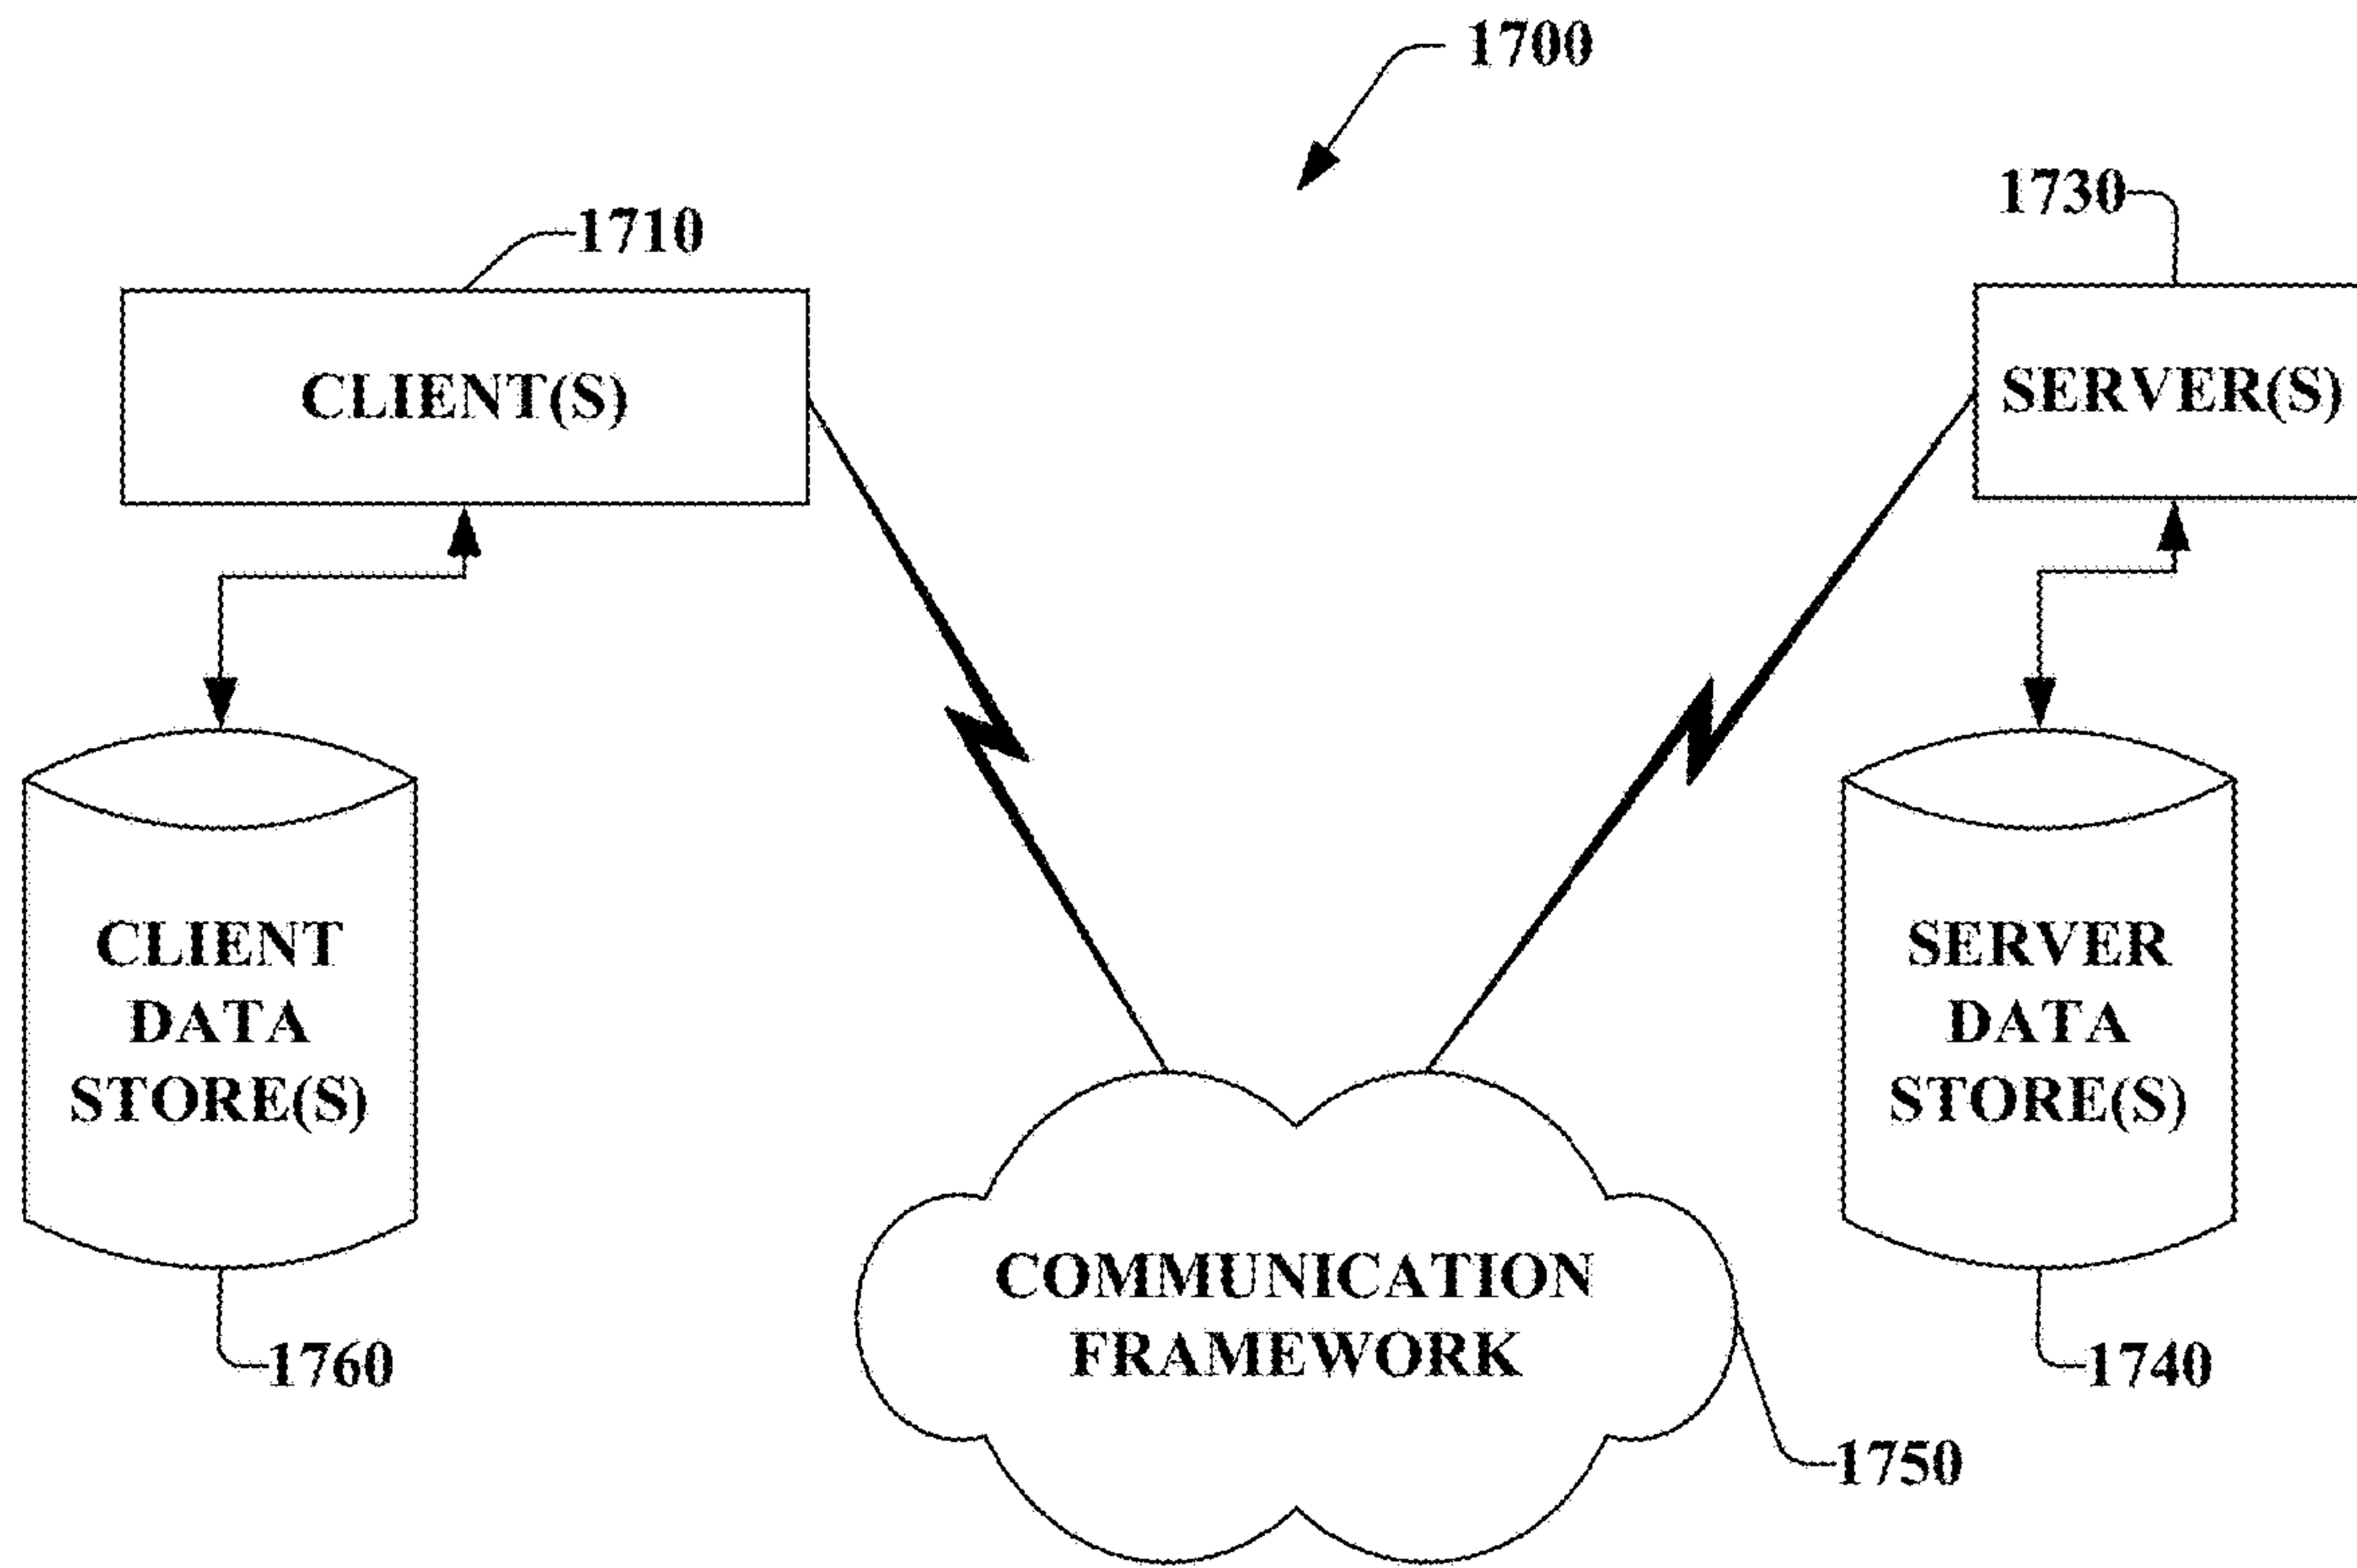 1700
1710
1730
CLIENT(S)
SERVER(S)
CLIENT
DATA
STORE(S)
SERVER
DATA
STORE(S)
COMMUNICATION
FRAMEWORK
1760
1740
1750